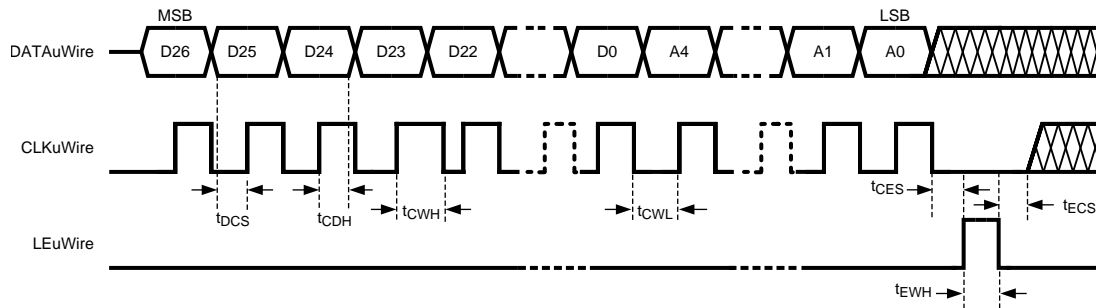 MSB
LSB
DATAuWire
D26
D25
D24
D23
D22
D0
A4
A1
A0
CLKuWire
tDCS
tCDH
tCWH
tCWL
tCES
tECS
LEuWire
tEWH